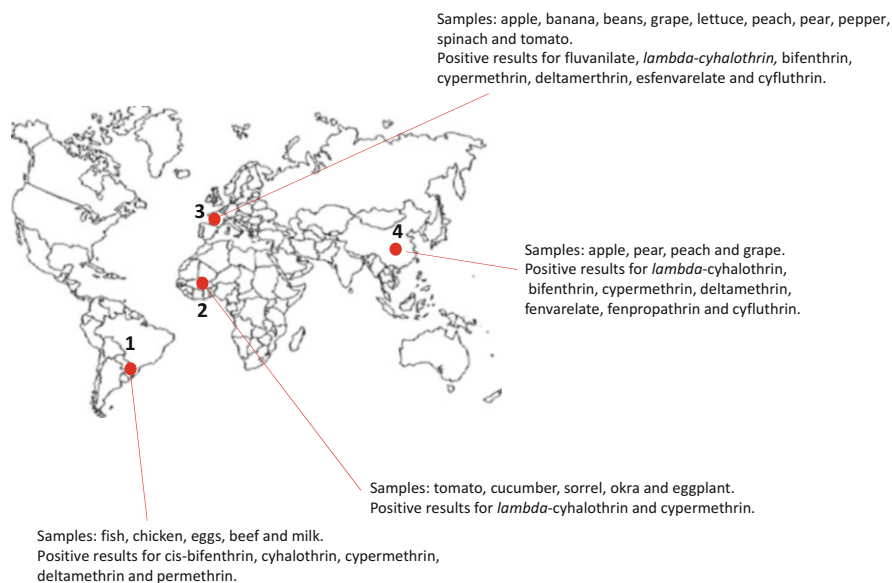 Samples: apple, banana, beans, grape, lettuce, peach, pear, pepper,
spinach and tomato.
Positive results for fluvanilate, lambda-cyhalothrin, bifenthrin,
cypermethrin, deltamerthrin, esfenvarelate and cyfluthrin.
3
4
Samples: apple, pear, peach and grape.
Positive results for lambda-cyhalothrin,
bifenthrin, cypermethrin, deltamethrin,
fenvarelate, fenpropathrin and cyfluthrin.
2
1
Samples: tomato, cucumber, sorrel, okra and eggplant.
Positive results for lambda-cyhalothrin and cypermethrin.
Samples: fish, chicken, eggs, beef and milk.
Positive results for cis-bifenthrin, cyhalothrin, cypermethrin,
deltamethrin and permethrin.